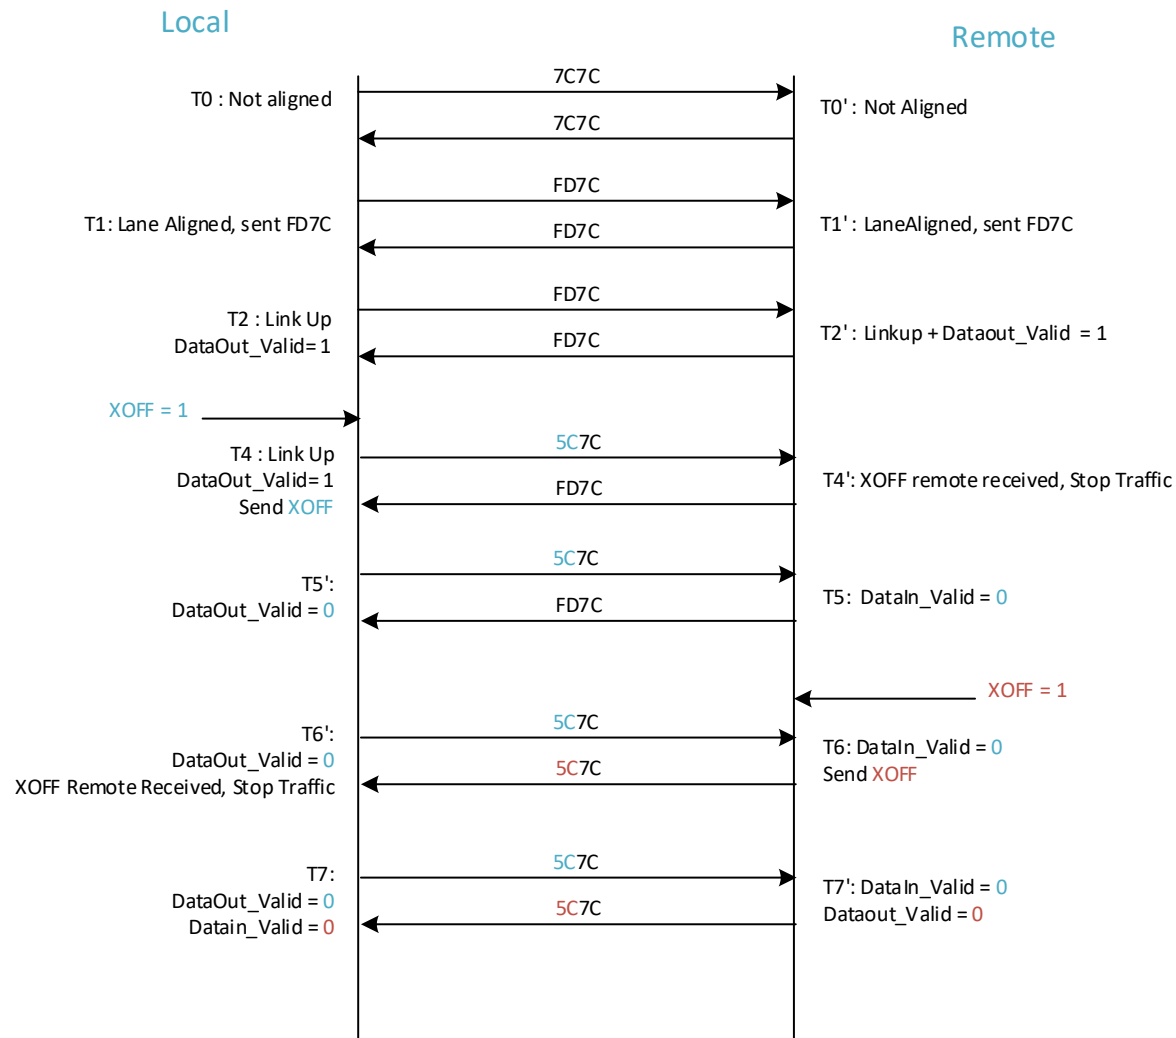 Local
Remote
7C7C
T0 : Not aligned
T0' : Not Aligned
7C7C
FD7C
T1: Lane Aligned, sent FD7C
T1' : LaneAligned, sent FD7C
FD7C
FD7C
T2 : Link Up
DataOut_Valid= 1
T2' : Linkup + Dataout_Valid = 1
FD7C
XOFF = 1
5C7C
T4 : Link Up
DataOut_Valid= 1
Send XOFF
T4': XOFF remote received, Stop Traffic
FD7C
5C7C
T5':
DataOut_Valid = 0
T5: DataIn_Valid = 0
FD7C
XOFF = 1
5C7C
T6':
DataOut_Valid = 0
XOFF Remote Received, Stop Traffic
T6: DataIn_Valid = 0
Send XOFF
5C7C
5C7C
T7:
DataOut_Valid = 0
Datain_Valid = 0
T7': DataIn_Valid = 0
Dataout_Valid = 0
5C7C